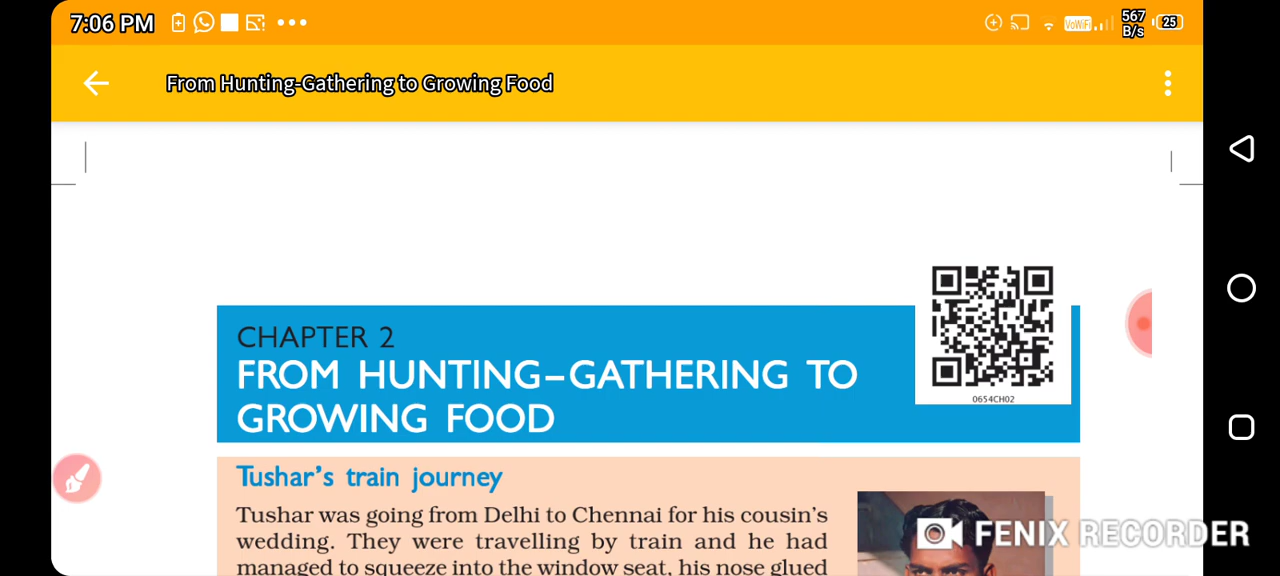 7:06 PM
VoWiFi
567
B/s
25
From Hunting-Gathering to Growing Food
0654CH02
CHAPTER 2
FROM HUNTING–GATHERING TO
GROWING FOOD
Tushar's train journey
Tushar was going from Delhi to Chennai for his cousin's
wedding. They were travelling by train and he had
managed to squeeze into the window seat, his nose glued
FENIX RECORDER